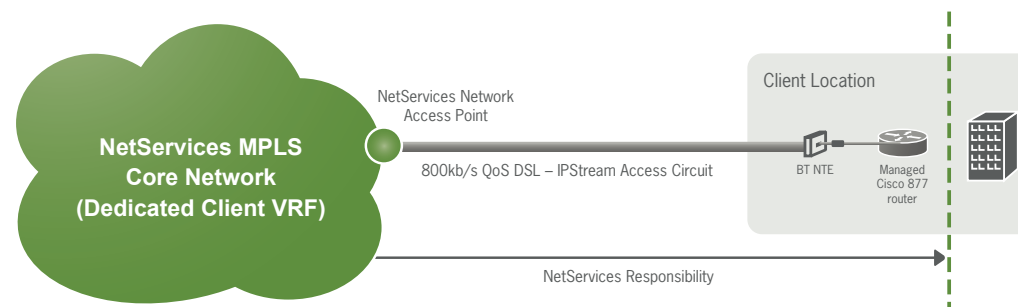 NetServices MPLS
Core Network
(Dedicated Client VRF)
NetServices Network
Access Point
800kb/s QoS DSL – IPStream Access Circuit
Client Location
BT NTE
Managed
Cisco 877
router
NetServices Responsibility